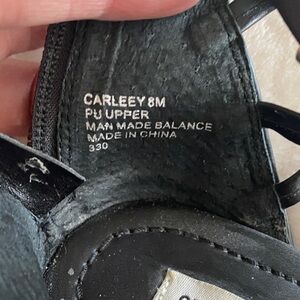 CARLEEY 8M
PU UPPER
MAN MADE BALANCE
MADE IN CHINA
330